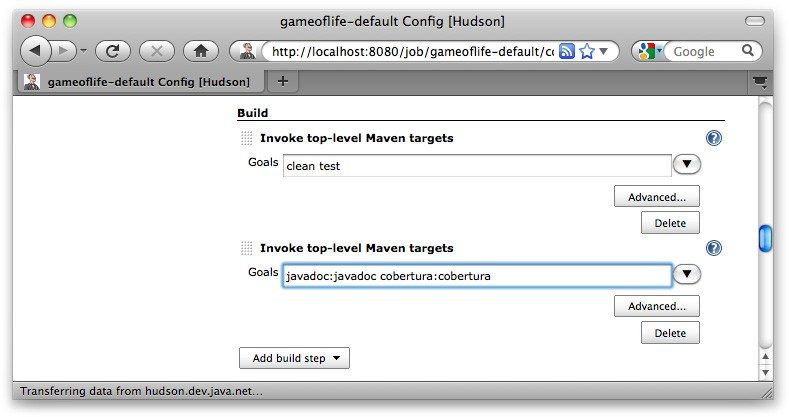 gameoflife-default Config [Hudson]
http://localhost:8080/job/gameoflife-default/cc
Google
gameoflife-default Config [Hudson]
Build
Invoke top-level Maven targets
Goals clean test
Advanced...
Delete
Invoke top-level Maven targets
Goals javadoc:javadoc cobertura:cobertura
Advanced...
Delete
Add build step
Transferring data from hudson.dev.java.net...